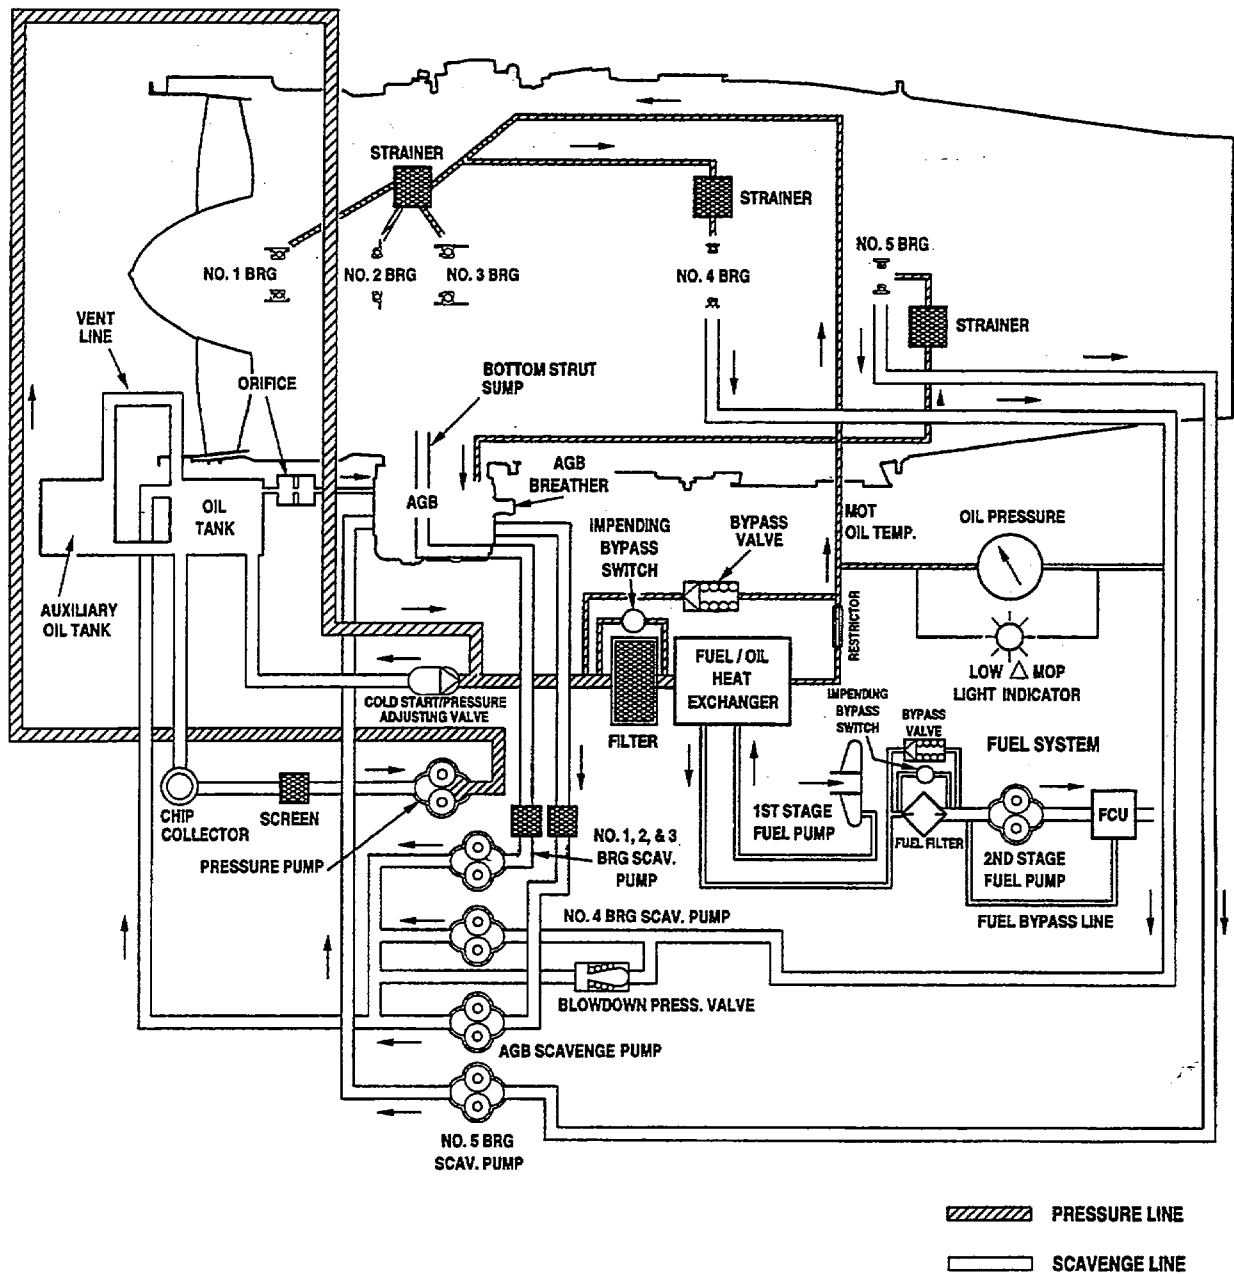 STRAINER
STRAINER
NO. 5 BRG
NO. 1 BRG
NO. 2 BRG
NO. 3 BRG
NO. 4 BRG
VENT
LINE
STRAINER
ORIFICE
BOTTOM STRUT
SUMP
AGB
BREATHER
AGB
OIL
TANK
IMPENDING
BYPASS
SWITCH
BYPASS
VALVE
MOT
OIL TEMP.
OIL PRESSURE
AUXILIARY
OIL TANK
RESTRICTOR
FUEL / OIL
HEAT
EXCHANGER
LOW △ MOP
LIGHT INDICATOR
COLD START/PRESSURE
ADJUSTING VALVE
FILTER
IMPENDING
BYPASS
SWITCH
BYPASS
VALVE
FUEL SYSTEM
CHIP
COLLECTOR
SCREEN
1ST STAGE
FUEL PUMP
FUEL FILTER
FCU
PRESSURE PUMP
NO. 1, 2, & 3
BRG SCAV.
PUMP
2ND STAGE
FUEL PUMP
NO. 4 BRG SCAV. PUMP
FUEL BYPASS LINE
BLOWDOWN PRESS. VALVE
AGB SCAVENGE PUMP
NO. 5 BRG
SCAV. PUMP
PRESSURE LINE
SCAVENGE LINE